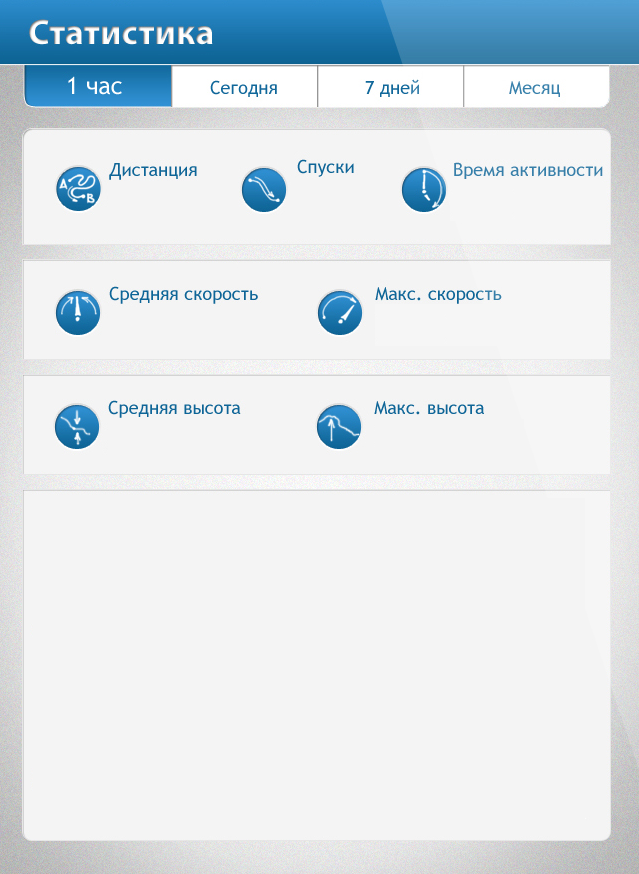 Статистика
1 час Сегодня 7 дней Месяц
Дистанция Спуски Время активности
A B
Средняя скорость Макс. скорость
Средняя высота Макс. высота